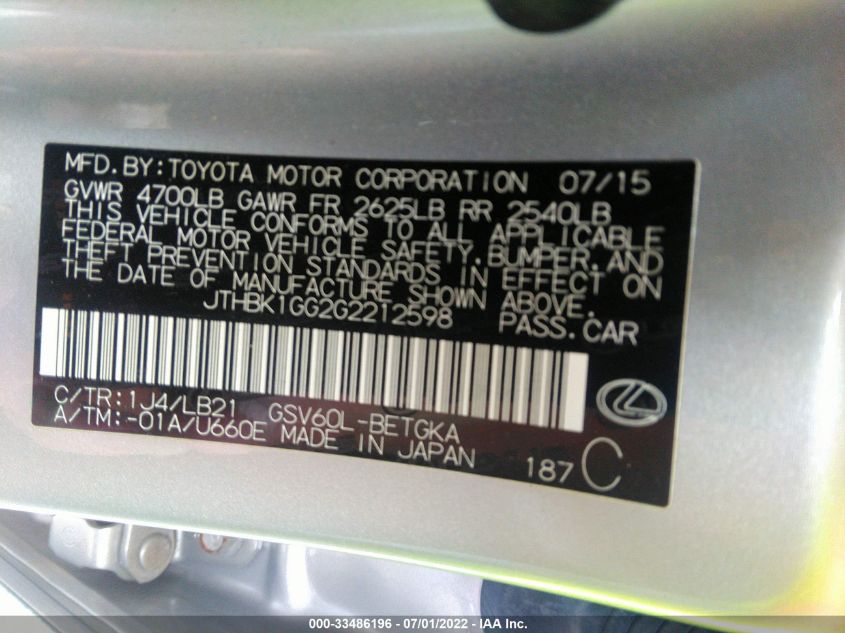 MFD.BY:TOYOTA MOTOR CORPORATION 07/15
GVWR 4700LB GAWR FR 2625LB RR 2540LB
THIS VEHICLE CONFORMS TO ALL APPLICABLE
FEDERAL MOTOR VEHICLE SAFETY,BUMPER,AND
THEFT PREVENTION STANDARDS IN EFFECT ON
THE DATE OF MANUFACTURE SHOWN ABOVE.
JTHBK1GG2G2212598 PASS.CAR
C/TR:1J4/LB21 GSV60L-BETGKA
A/TM:-01A/U660E MADE IN JAPAN 187 C
000-33486196 - 07/01/2022 - IAA Inc.